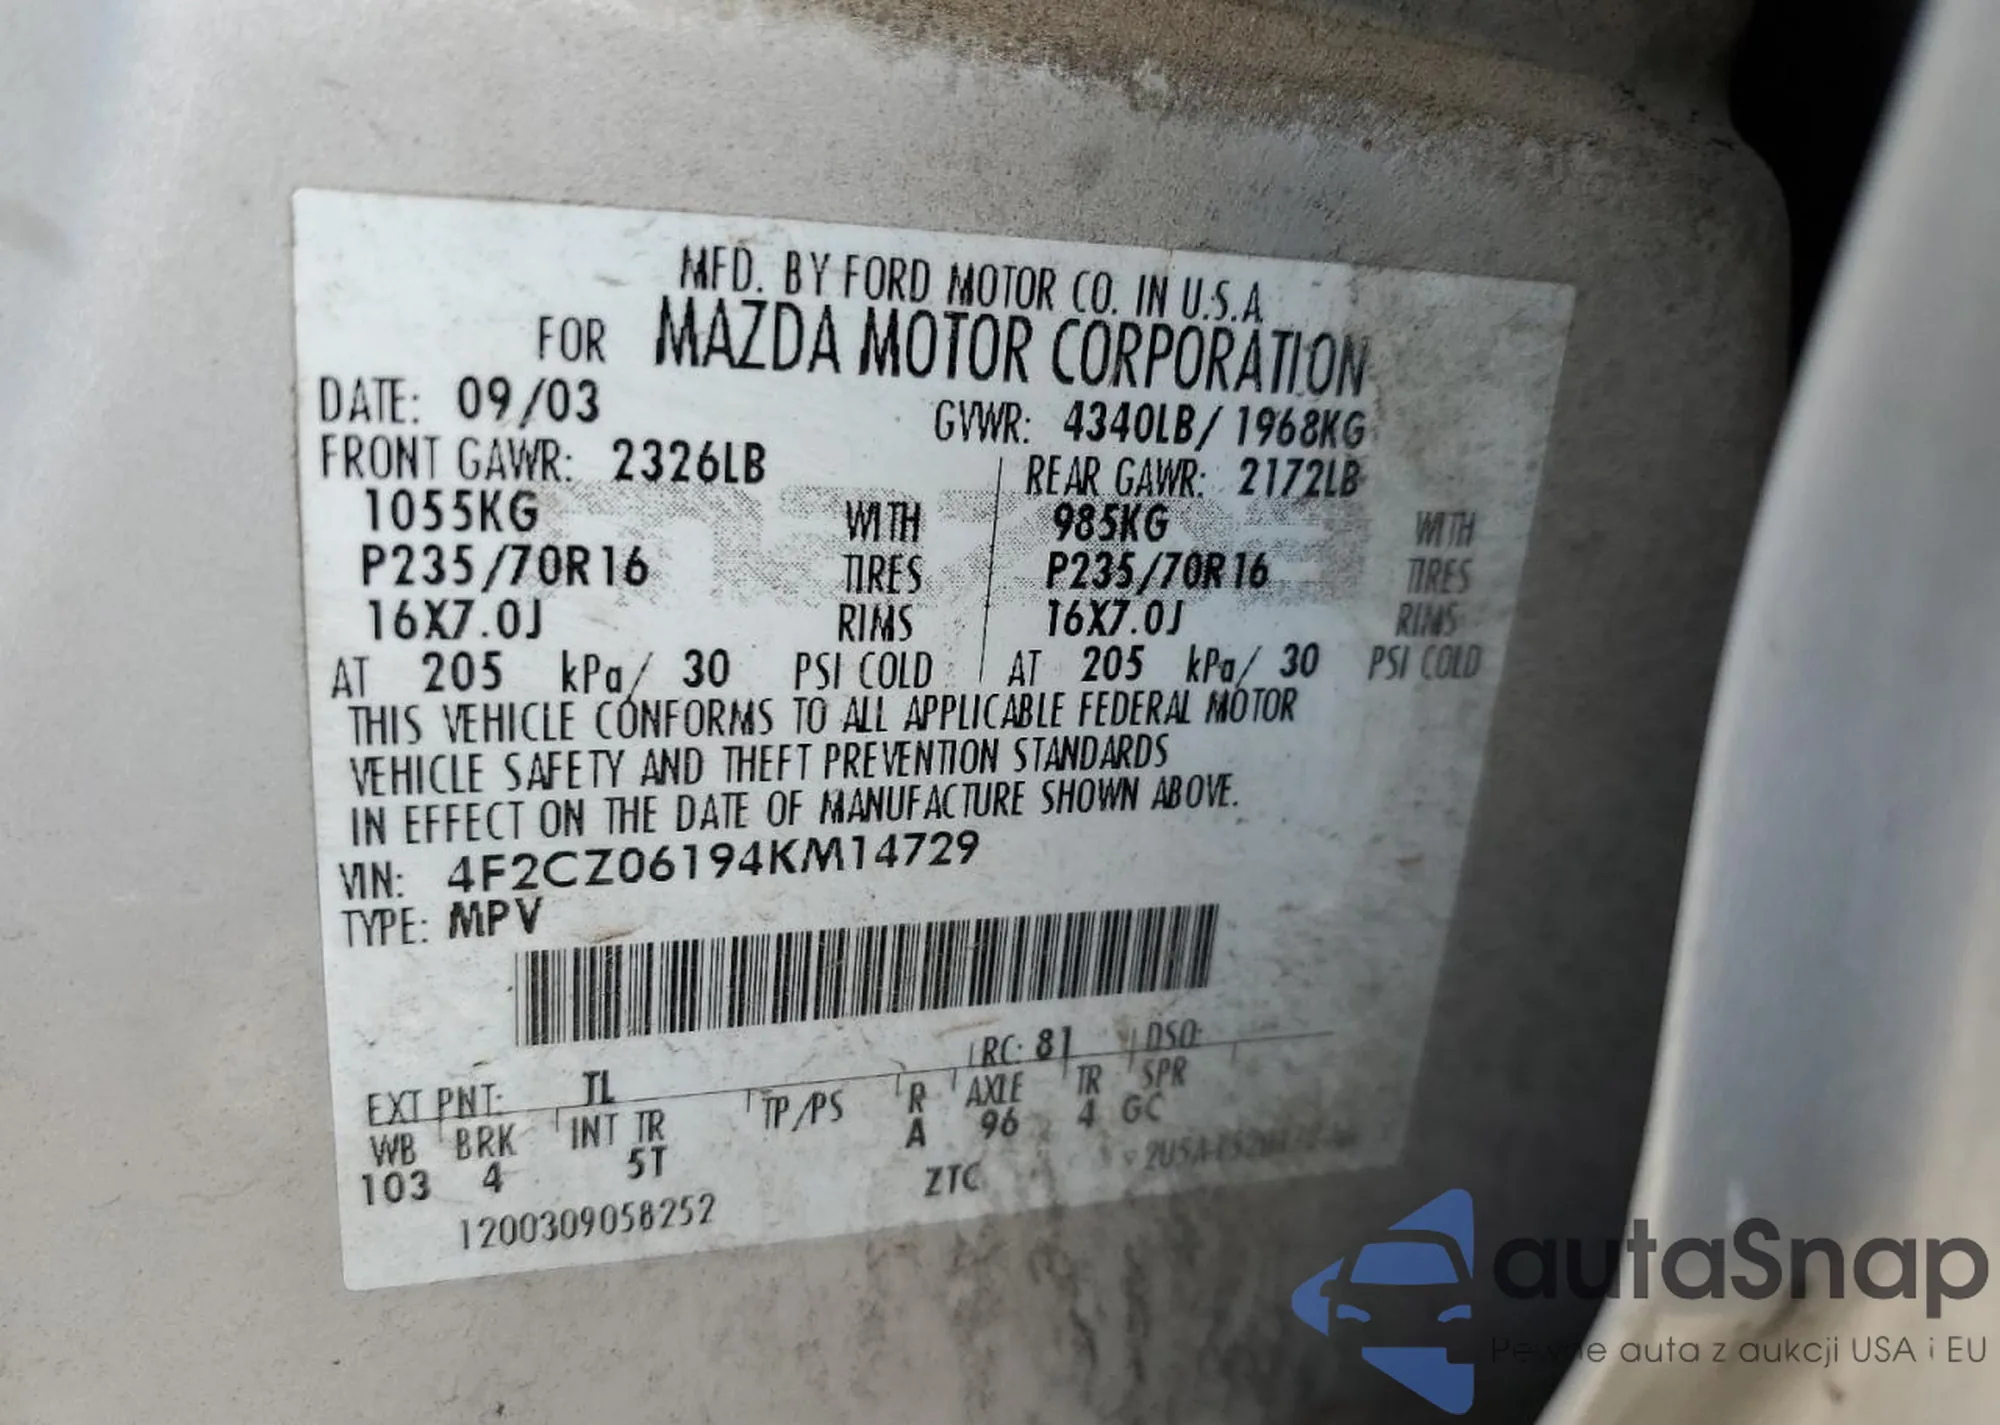 MFD. BY FORD MOTOR CO. IN U.S.A
FOR MAZDA MOTOR CORPORATION
DATE: 09/03 GVWR: 4340LB/ 1968KG
FRONT GAWR: 2326LB REAR GAWR: 2172LB
1055KG WITH 985KG WITH
P235/70R16 TIRES P235/70R16 TIRES
16X7.0J RIMS 16X7.0J RIMS
AT 205 kPa/ 30 PSI COLD AT 205 kPa/ 30 PSI COLD
THIS VEHICLE CONFORMS TO ALL APPLICABLE FEDERAL MOTOR
VEHICLE SAFETY AND THEFT PREVENTION STANDARDS
IN EFFECT ON THE DATE OF MANUFACTURE SHOWN ABOVE.
VIN: 4F2CZ06194KM14729
TYPE: MPV
EXT PNT: TL RC: 81 DSO:
WB BRK INT TR TP/PS R AXLE TR SPR
103 4 5T A 96 4 GC
1200309058252 ZTC
autaSnap
Pewne auta z aukcji USA i EU